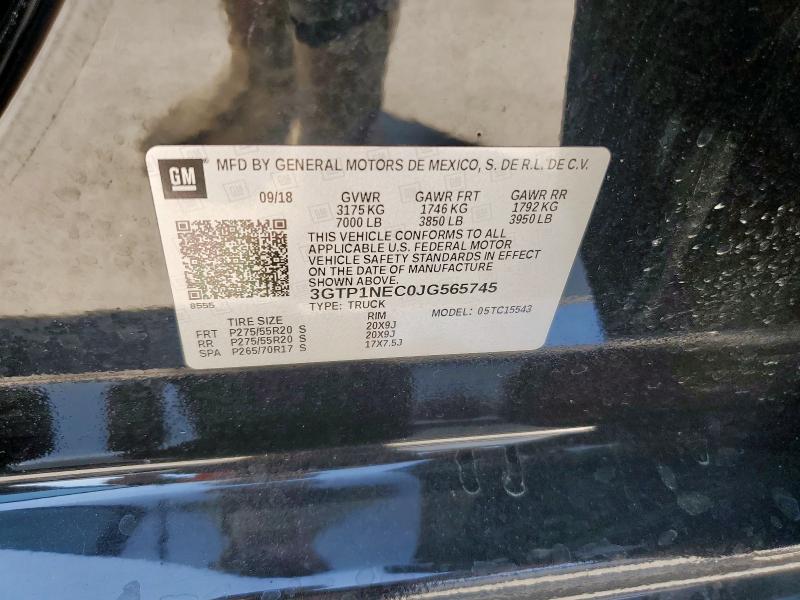 GM ® MFD BY GENERAL MOTORS DE MEXICO, S. DE R.L. DE C.V.
09/18 GVWR GAWR FRT GAWR RR
3175 KG 1746 KG 1792 KG
7000 LB 3850 LB 3950 LB
THIS VEHICLE CONFORMS TO ALL
APPLICABLE U.S. FEDERAL MOTOR
VEHICLE SAFETY STANDARDS IN EFFECT
ON THE DATE OF MANUFACTURE
SHOWN ABOVE.
8555 3GTP1NEC0JG565745
TYPE: TRUCK MODEL: 05TC15543
TIRE SIZE RIM
FRT P275/55R20 S 20X9J
RR P275/55R20 S 20X9J
SPA P265/70R17 S 17X7.5J